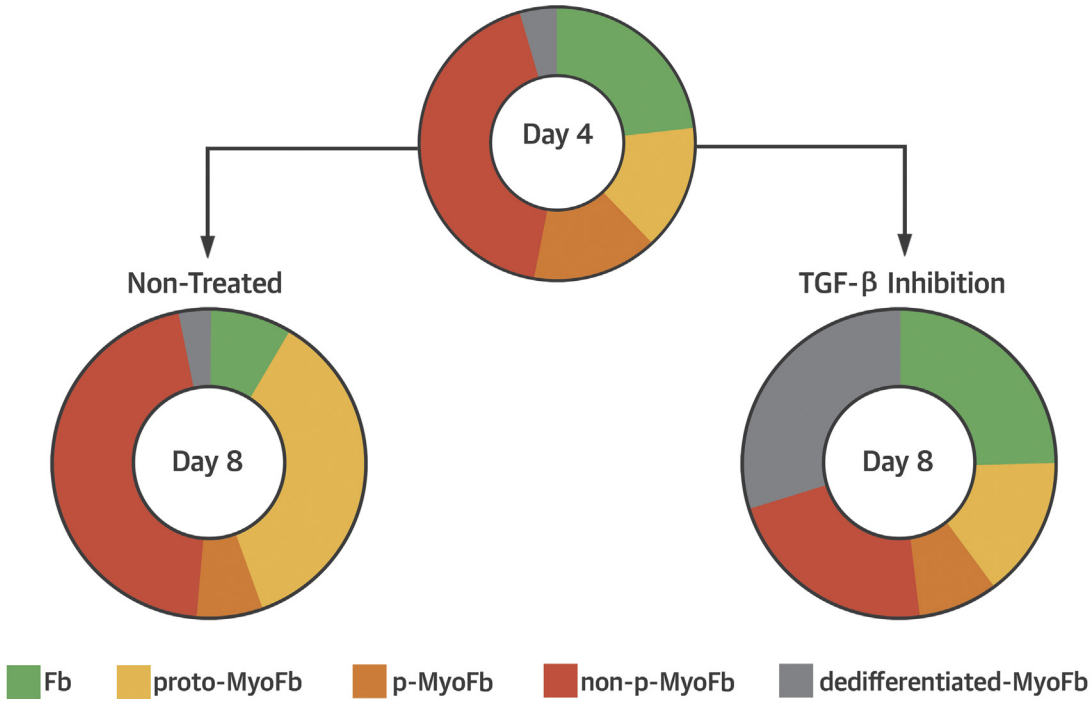 Day 4
Non-Treated
TGF-β Inhibition
Day 8
Day 8
Fb
proto-MyoFb
p-MyoFb
non-p-MyoFb
dedifferentiated-MyoFb